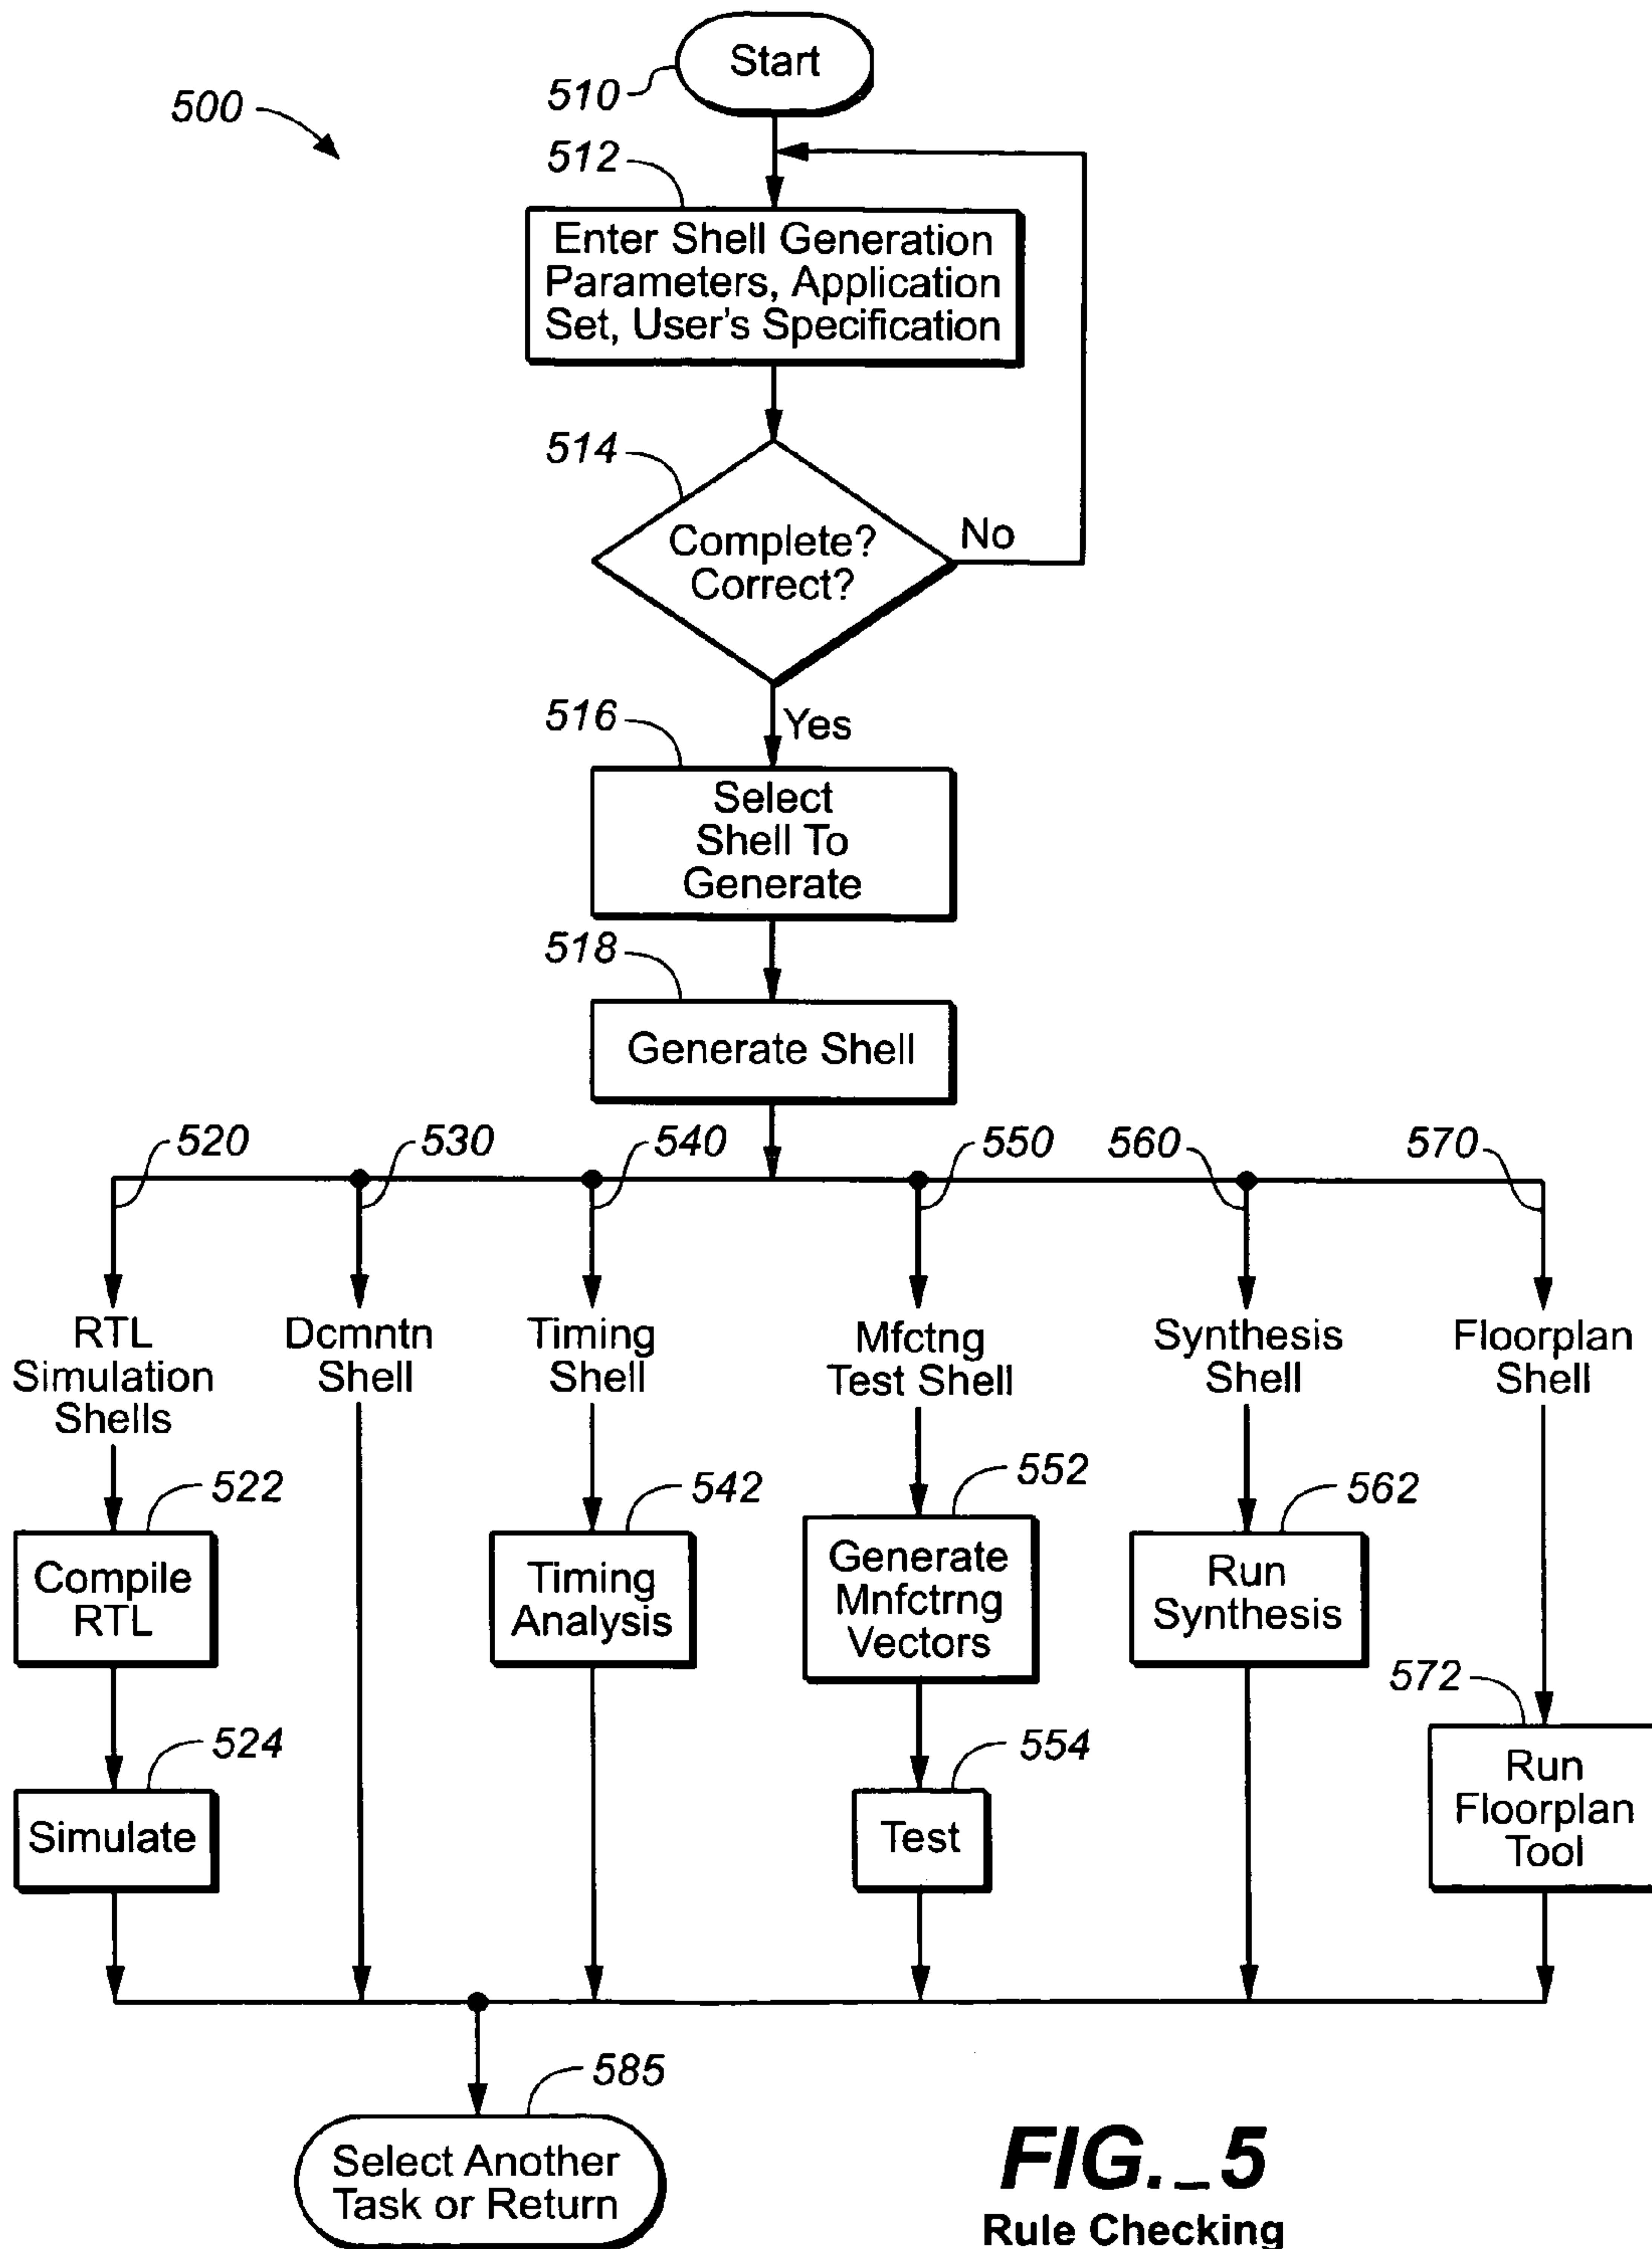 Start
510
500
512
Enter Shell Generation
Parameters, Application
Set, User's Specification
514
Complete?
Correct?
No
516
Yes
Select
Shell To
Generate
518
Generate Shell
520
530
540
550
560
570
RTL
Simulation
Shells
Dcmntn
Shell
Timing
Shell
Mfctng
Test Shell
Synthesis
Shell
Floorplan
Shell
522
Compile
RTL
542
Timing
Analysis
552
Generate
Mnfctrng
Vectors
562
Run
Synthesis
572
Run
Floorplan
Tool
524
Simulate
554
Test
585
Select Another
Task or Return
FIG._5
Rule Checking